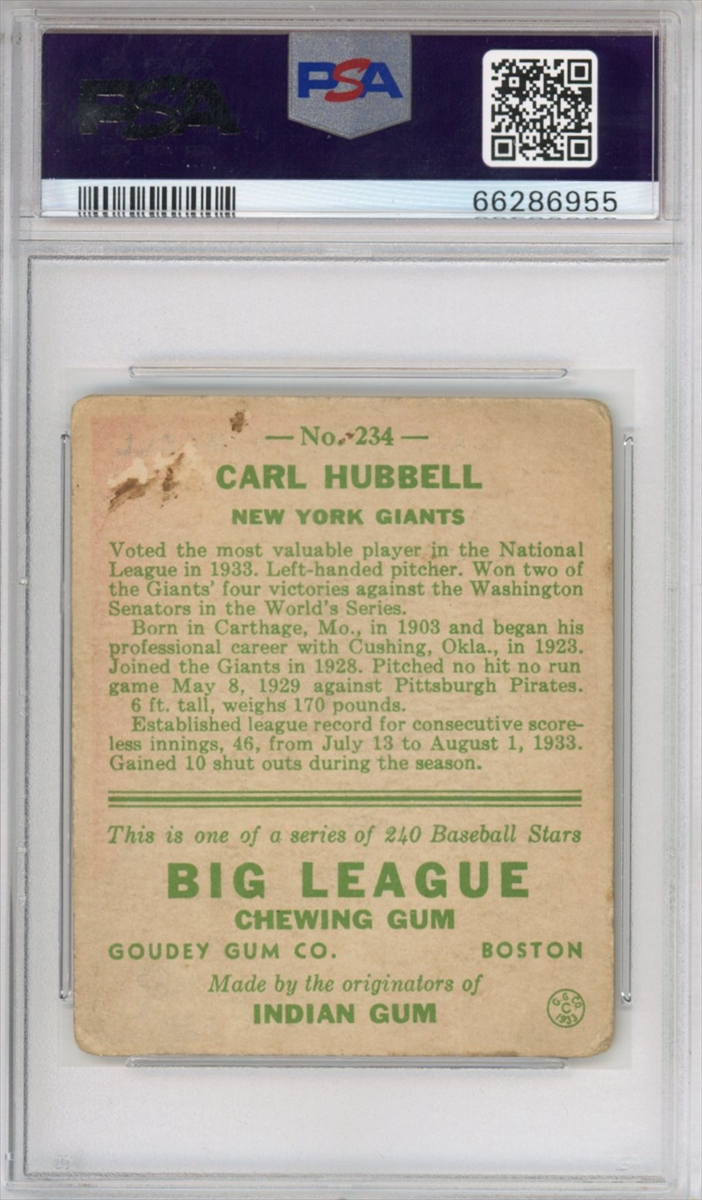 PSA
PSA
66286955
— No. 234 —
CARL HUBBELL
NEW YORK GIANTS
Voted the most valuable player in the National
League in 1933. Left-handed pitcher. Won two of
the Giants' four victories against the Washington
Senators in the World's Series.
Born in Carthage, Mo., in 1903 and began his
professional career with Cushing, Okla., in 1923.
Joined the Giants in 1928. Pitched no hit no run
game May 8, 1929 against Pittsburgh Pirates.
6 ft. tall, weighs 170 pounds.
Established league record for consecutive score-
less innings, 46, from July 13 to August 1, 1933.
Gained 10 shut outs during the season.
This is one of a series of 240 Baseball Stars
BIG LEAGUE
CHEWING GUM
GOUDEY GUM CO. BOSTON
Made by the originators of
INDIAN GUM
G. G. CO.
C
1933